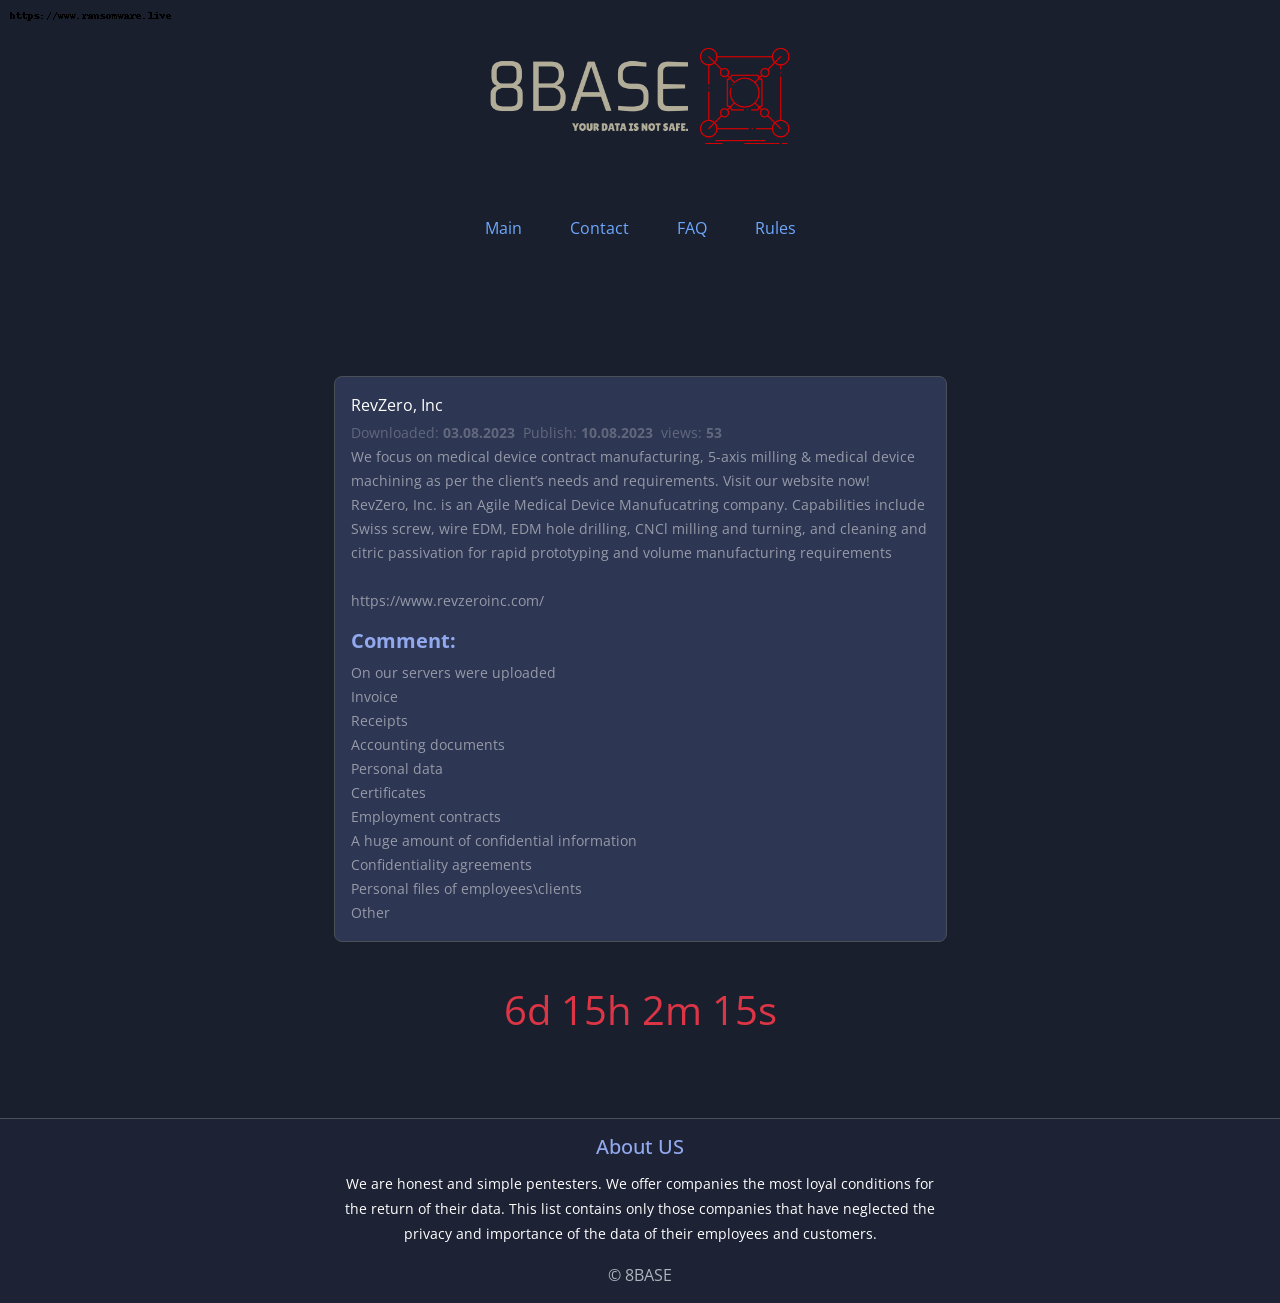 https://www.ransomware.live
8BASE
YOUR DATA IS NOT SAFE.
Main Contact FAQ Rules
RevZero, Inc
Downloaded: 03.08.2023 Publish: 10.08.2023 views: 53
We focus on medical device contract manufacturing, 5-axis milling & medical device
machining as per the client’s needs and requirements. Visit our website now!
RevZero, Inc. is an Agile Medical Device Manufucatring company. Capabilities include
Swiss screw, wire EDM, EDM hole drilling, CNCl milling and turning, and cleaning and
citric passivation for rapid prototyping and volume manufacturing requirements
https://www.revzeroinc.com/
Comment:
On our servers were uploaded
Invoice
Receipts
Accounting documents
Personal data
Certificates
Employment contracts
A huge amount of confidential information
Confidentiality agreements
Personal files of employees\clients
Other
6d 15h 2m 15s
About US
We are honest and simple pentesters. We offer companies the most loyal conditions for
the return of their data. This list contains only those companies that have neglected the
privacy and importance of the data of their employees and customers.
© 8BASE